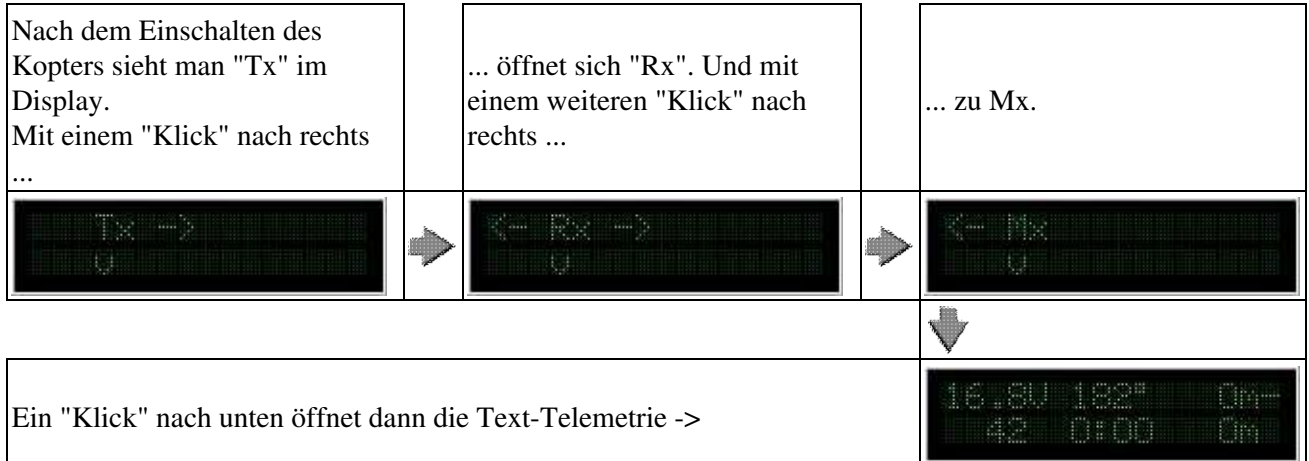 Nach dem Einschalten des
Kopters sieht man "Tx" im
Display.
Mit einem "Klick" nach rechts
...
... öffnet sich "Rx". Und mit
einem weiteren "Klick" nach
rechts ...
... zu Mx.
Tx ->
V
<- Rx ->
V
<- Mx
V
Ein "Klick" nach unten öffnet dann die Text-Telemetrie ->
16.8V 182° 0m-
42 0:00 0m